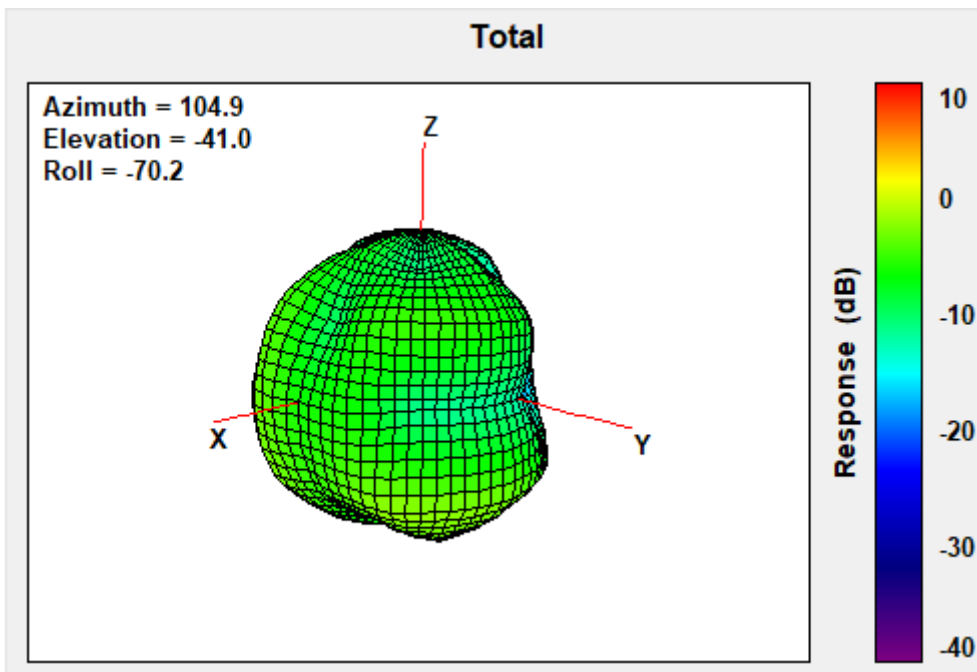 Total
Azimuth = 104.9
Elevation = -41.0
Roll = -70.2
Z
X
Y
Response (dB)
10
0
-10
-20
-30
-40